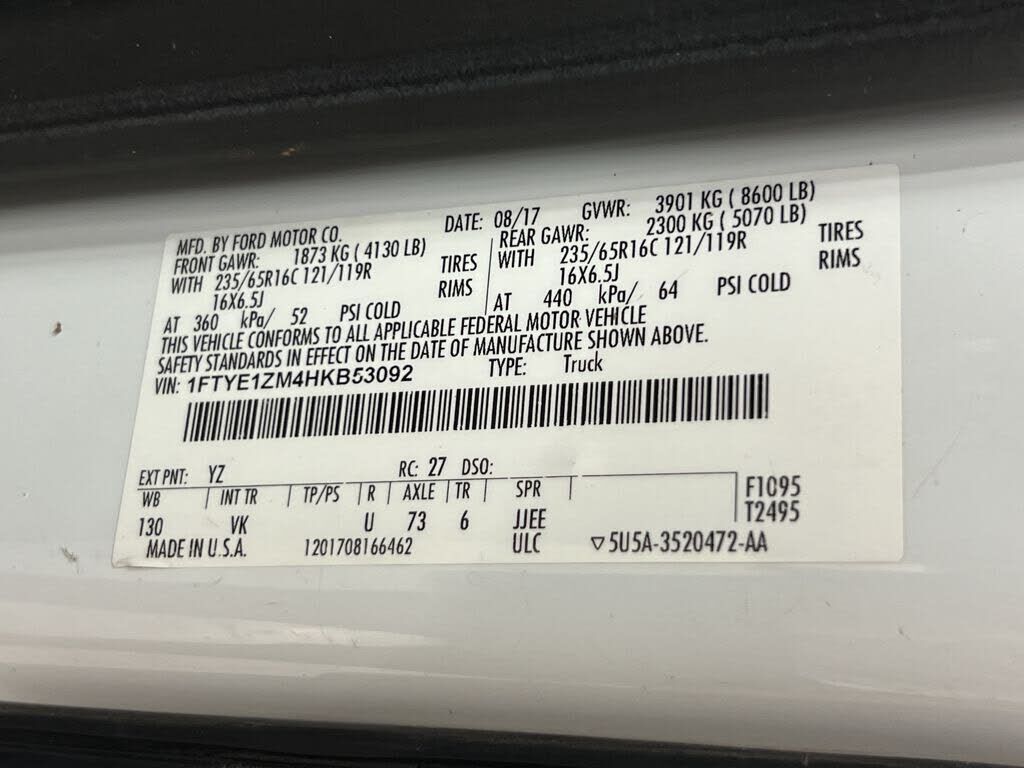 MFD. BY FORD MOTOR CO. DATE: 08/17 GVWR: 3901 KG ( 8600 LB)
FRONT GAWR: 1873 KG ( 4130 LB) REAR GAWR: 2300 KG ( 5070 LB)
WITH 235/65R16C 121/119R TIRES WITH 235/65R16C 121/119R TIRES
16X6.5J RIMS 16X6.5J RIMS
AT 360 kPa/ 52 PSI COLD AT 440 kPa/ 64 PSI COLD
THIS VEHICLE CONFORMS TO ALL APPLICABLE FEDERAL MOTOR VEHICLE
SAFETY STANDARDS IN EFFECT ON THE DATE OF MANUFACTURE SHOWN ABOVE.
VIN: 1FTYE1ZM4HKB53092 TYPE: Truck
EXT PNT: YZ RC: 27 DSO:
WB INT TR TP/PS R AXLE TR SPR F1095
130 VK U 73 6 JJEE T2495
MADE IN U.S.A. 1201708166462 ULC ▽5U5A-3520472-AA